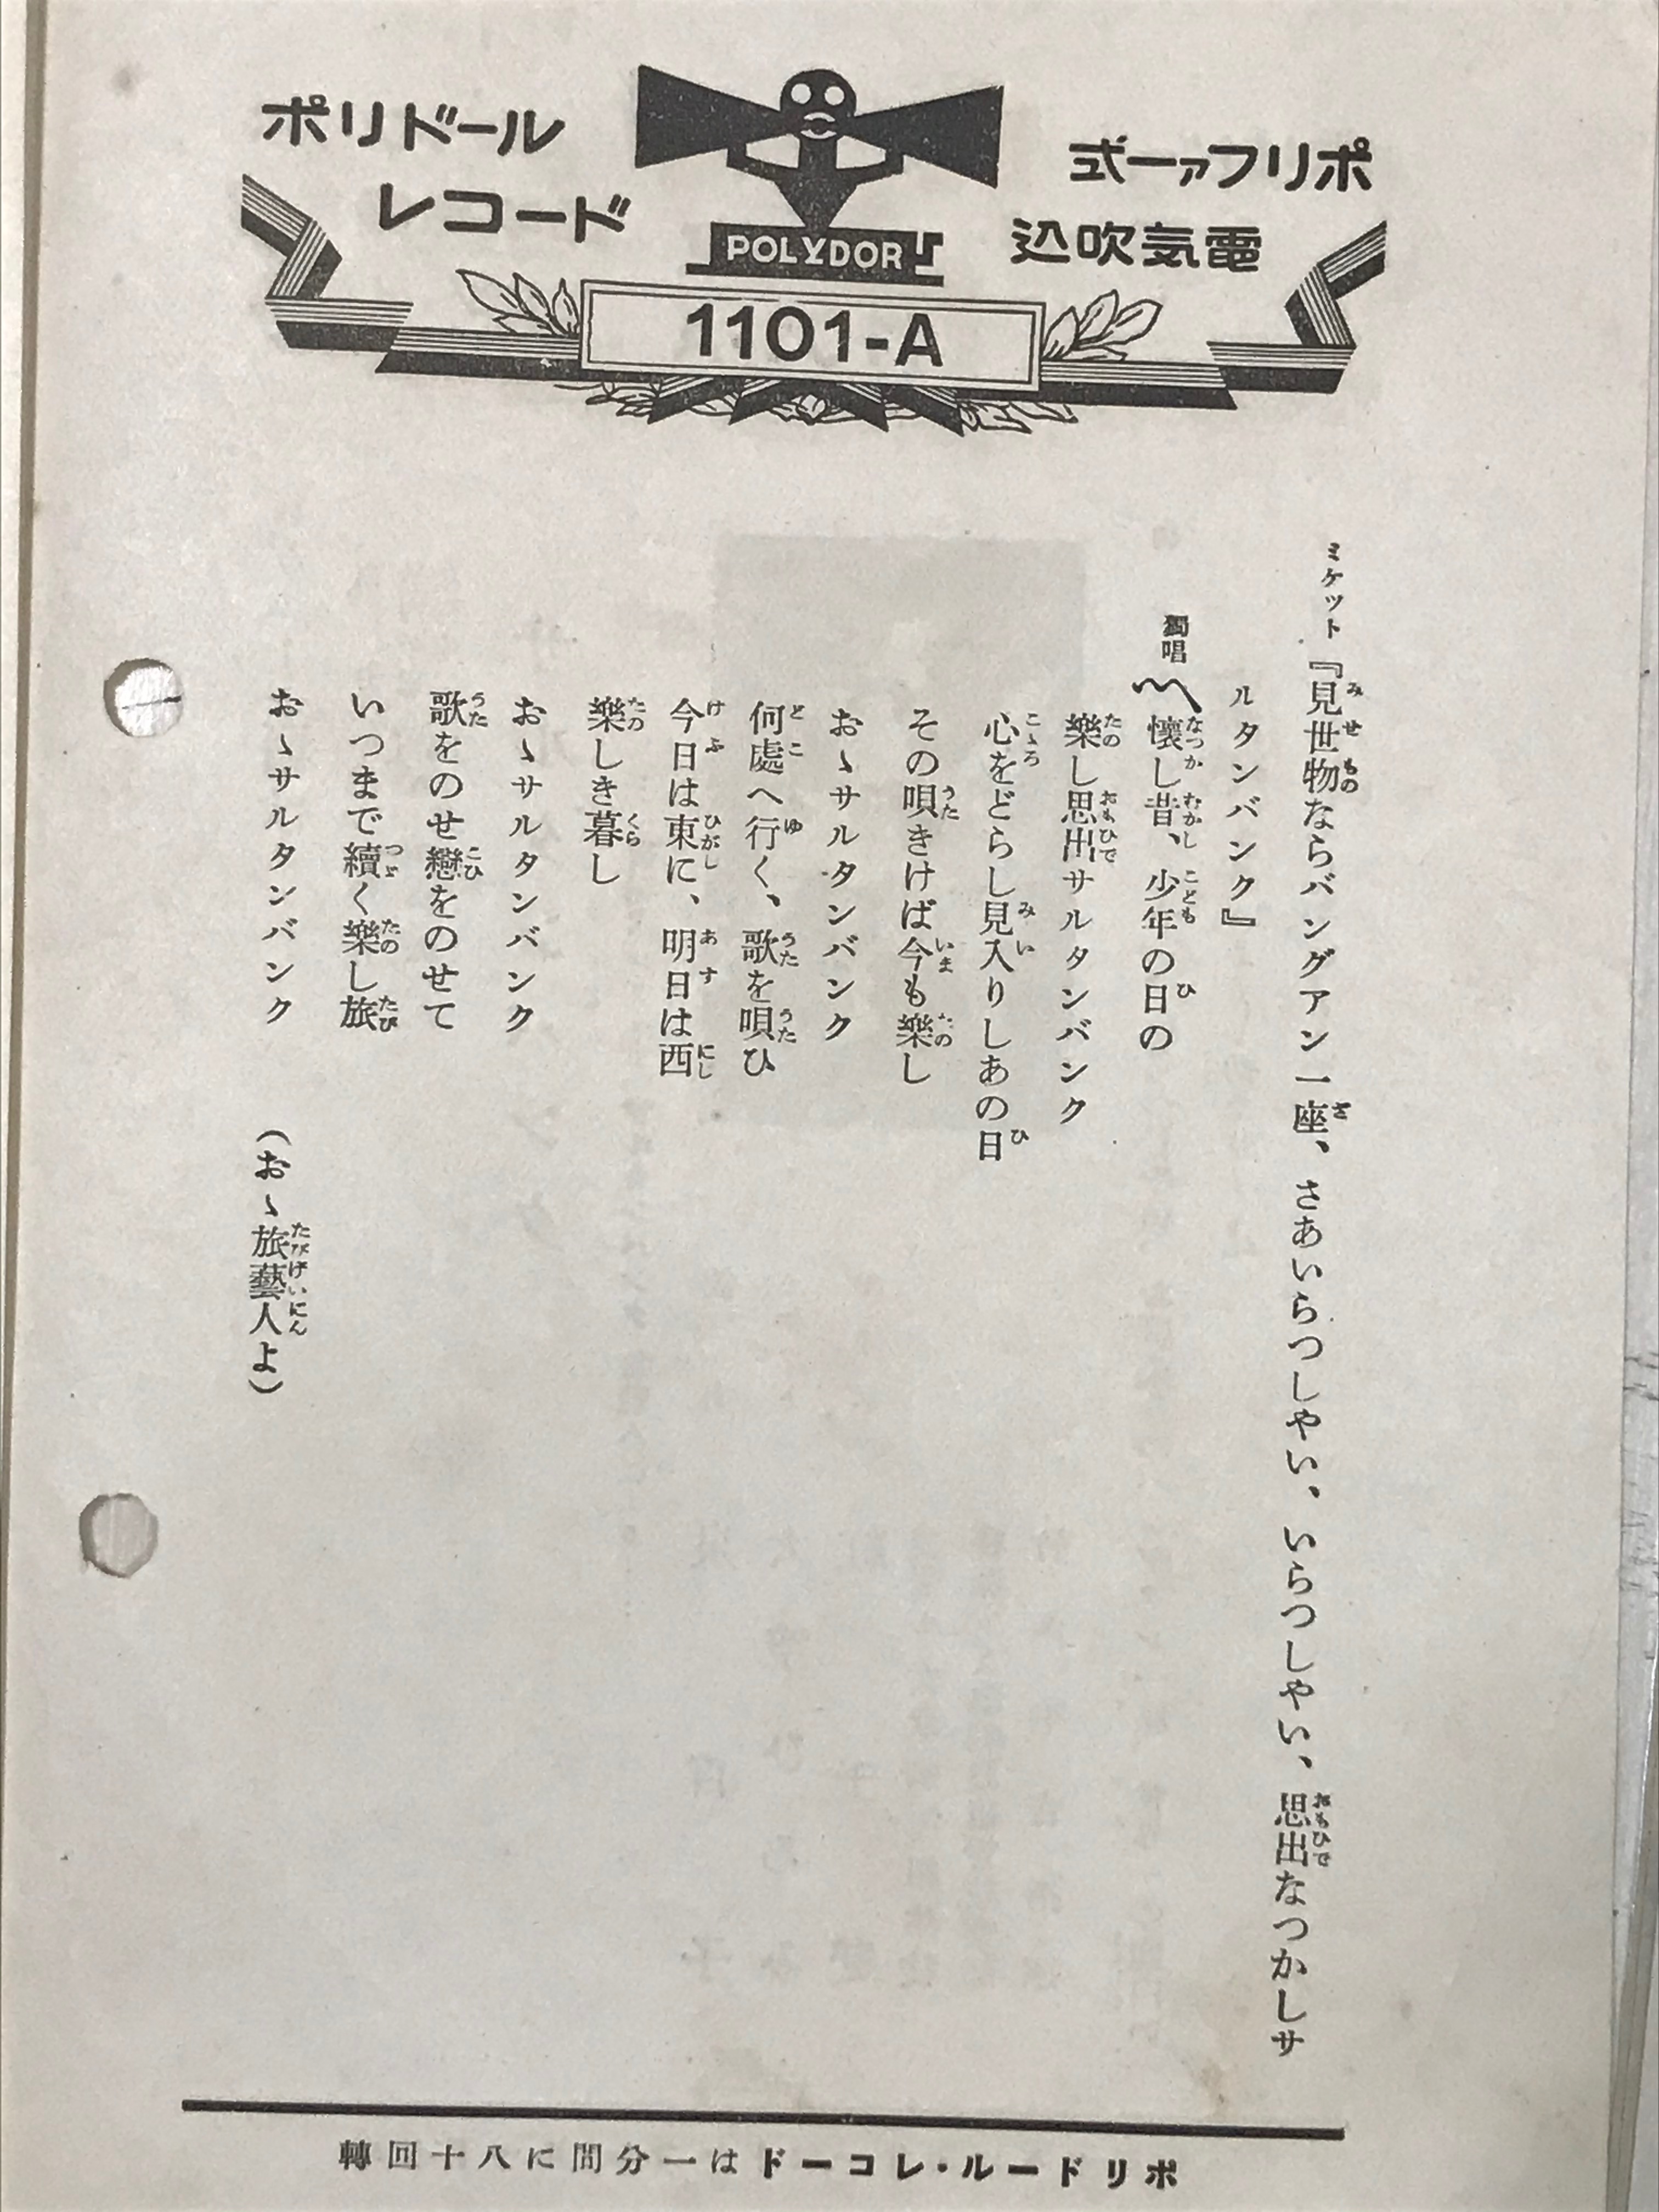 ポリドール
レコード
ポリファー式
電気吹込
POLYDOR
1101-A
ミケット『見世物ならバングアン一座、さあいらつしやい、いらつしやい、思出なつかしサ
ルタンバンク』
獨唱 〽懷し昔、少年の日の
樂し思出サルタンバンク
心をどらし見入りしあの日
その唄きけば今も樂し
おゝサルタンバンク
何處へ行く、歌を唄ひ
今日は東に、明日は西
樂しき暮し
おゝサルタンバンク
歌をのせ戀をのせて
いつまで續く樂し旅
おゝサルタンバンク (おゝ旅藝人よ)
ポリドール・レコードは一分間に八十回轉